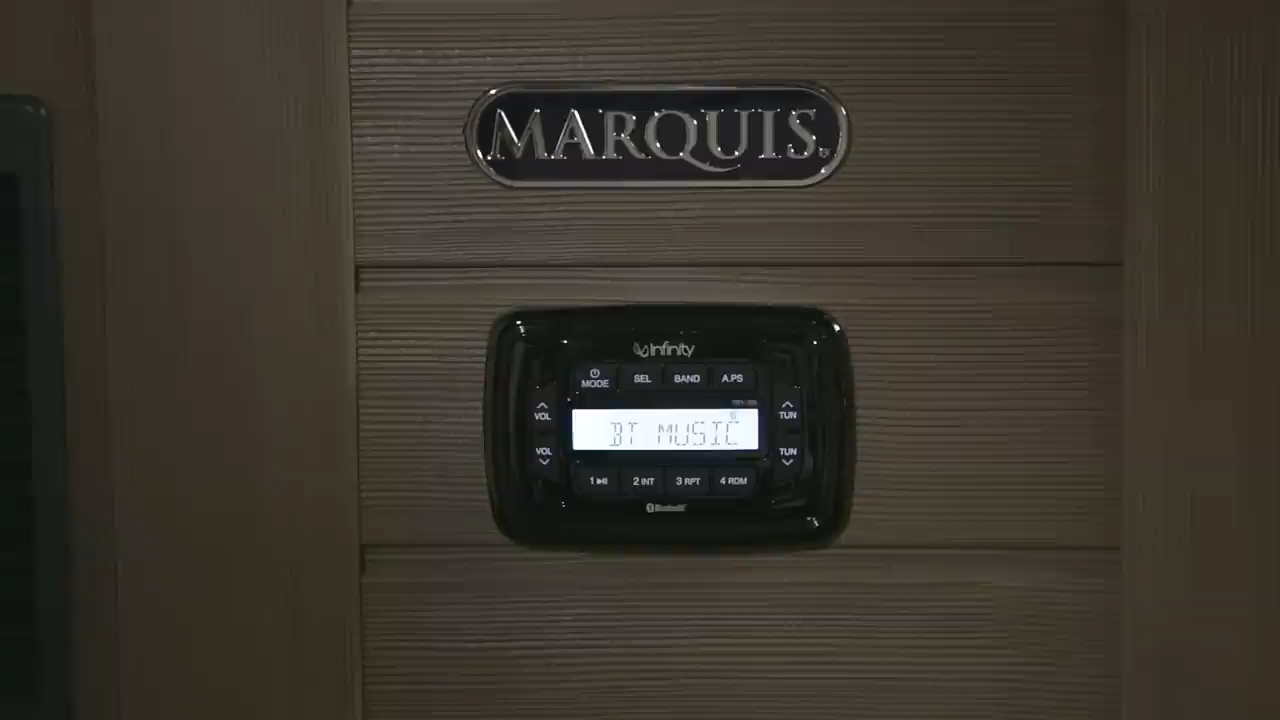 MARQUIS
Infinity
MODE SEL BAND A.PS
VOL TUN
BT MUSIC
VOL TUN
1 2 INT 3 RPT 4 RDM
Bluetooth